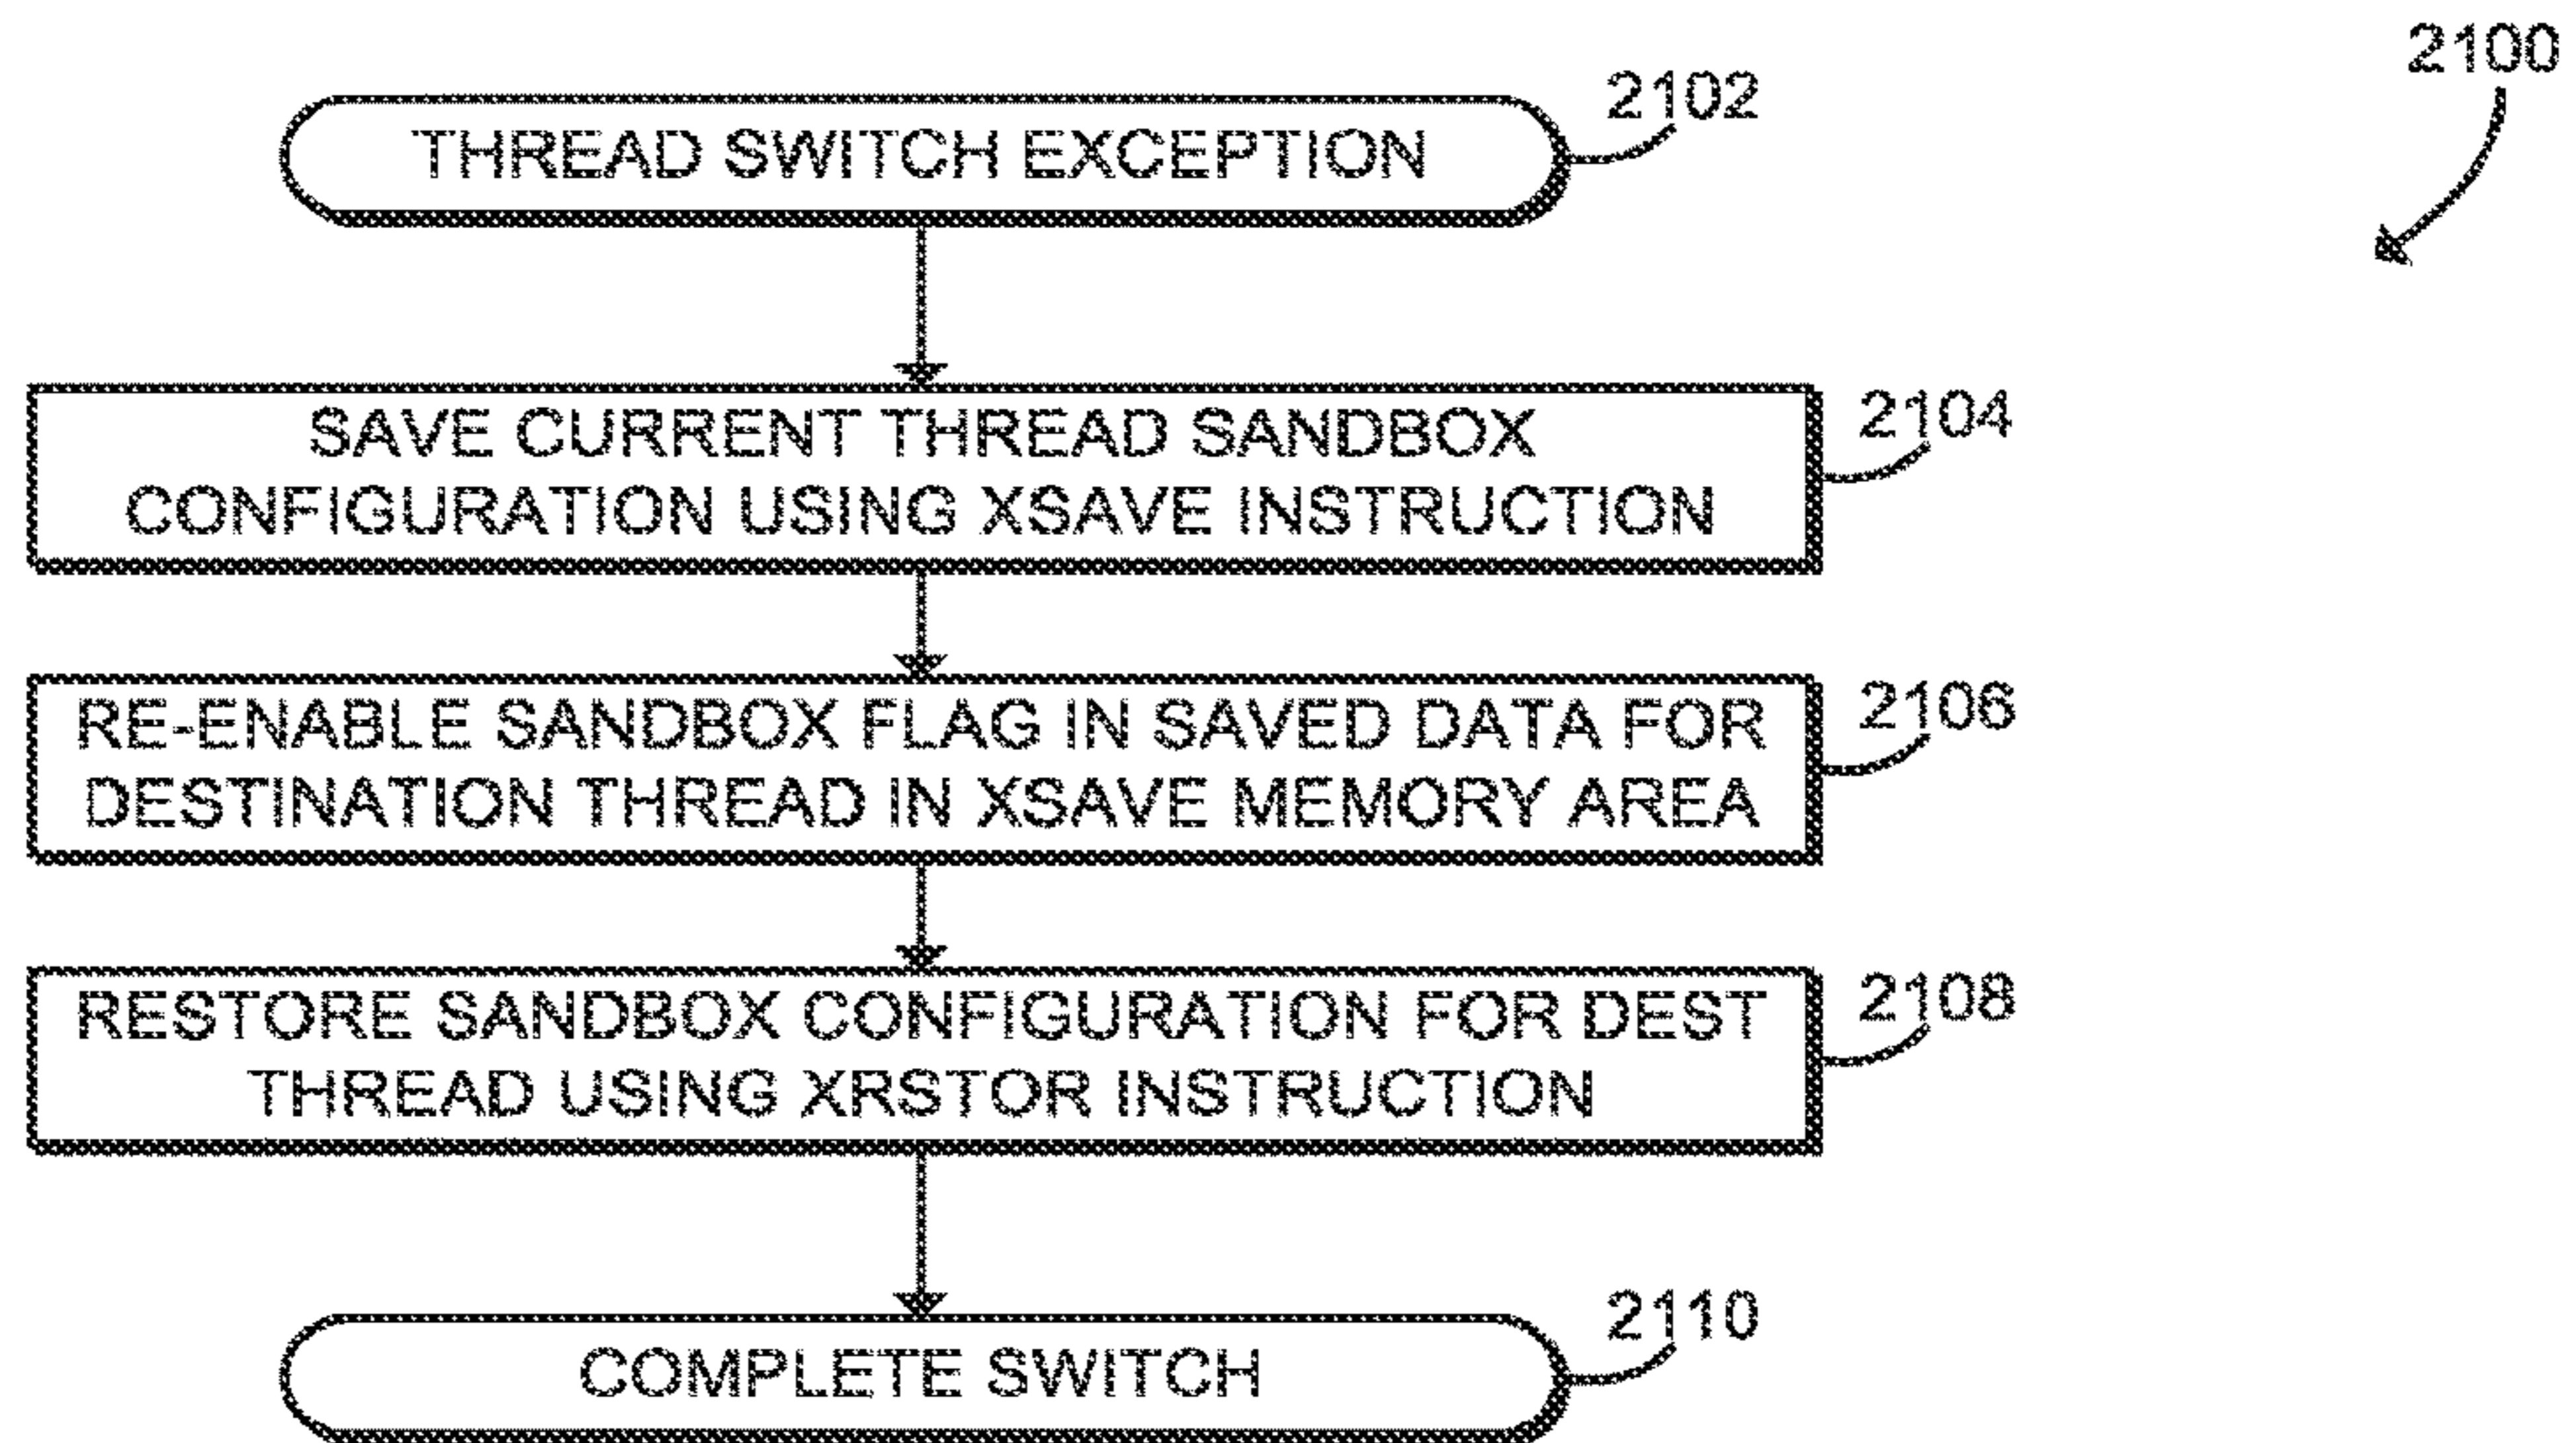 2100
THREAD SWITCH EXCEPTION
2102
SAVE CURRENT THREAD SANDBOX
CONFIGURATION USING XSAVE INSTRUCTION
2104
RE-ENABLE SANDBOX FLAG IN SAVED DATA FOR
DESTINATION THREAD IN XSAVE MEMORY AREA
2106
RESTORE SANDBOX CONFIGURATION FOR DEST
THREAD USING XRSTOR INSTRUCTION
2108
COMPLETE SWITCH
2110